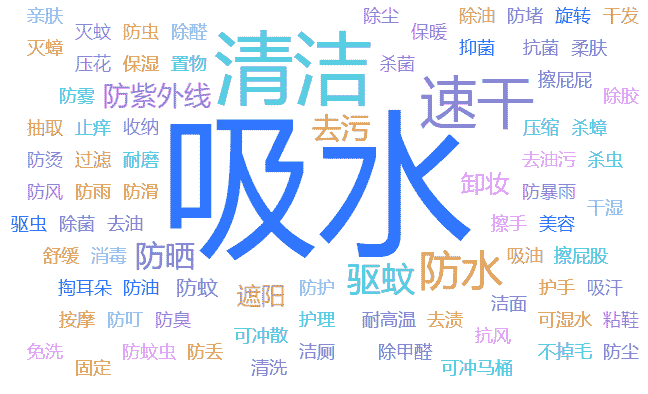 亲肤 除尘 除油 防堵 旋转 干发
灭蚊 防虫 除醛 保暖
灭蟑 清洁 抑菌 抗菌 柔肤
压花 保湿 置物 杀菌
擦屁屁
防雾 防紫外线 速干 除胶
抽取 止痒 收纳 去污 压缩 杀蟑
吸水
防烫 过滤 耐磨 去油污 杀虫
防风 防雨 防滑 卸妆 防暴雨
干湿
驱虫 除菌 去油 擦手 美容
舒缓 消毒 防晒 吸油 擦屁股
驱蚊 防水
掏耳朵 防油 防蚊 遮阳 防护 护手 吸汗
洁面
按摩 防叮 防臭 护理 耐高温 去渍 可湿水 粘鞋
可冲散 抗风
免洗 防蚊虫 防丢 洁厕 除甲醛 不掉毛 防尘
固定 清洗 可冲马桶